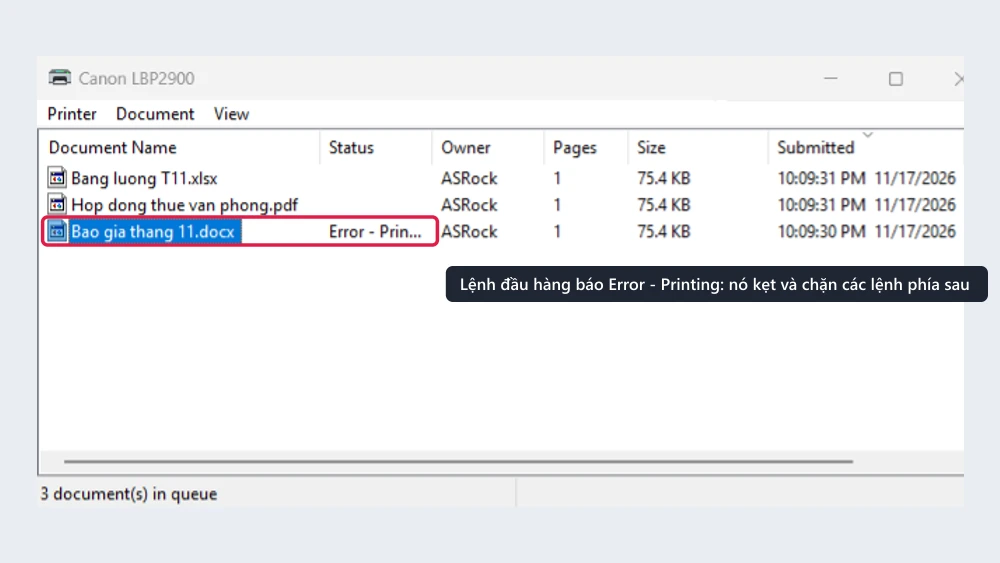 Canon LBP2900
Printer Document View
Document Name Status Owner Pages Size Submitted
Bang luong T11.xlsx ASRock 1 75.4 KB 10:09:31 PM 11/17/2026
Hop dong thue van phong.pdf ASRock 1 75.4 KB 10:09:31 PM 11/17/2026
Bao gia thang 11.docx Error - Prin... ASRock 1 75.4 KB 10:09:30 PM 11/17/2026
Lệnh đầu hàng báo Error - Printing: nó kẹt và chặn các lệnh phía sau
3 document(s) in queue